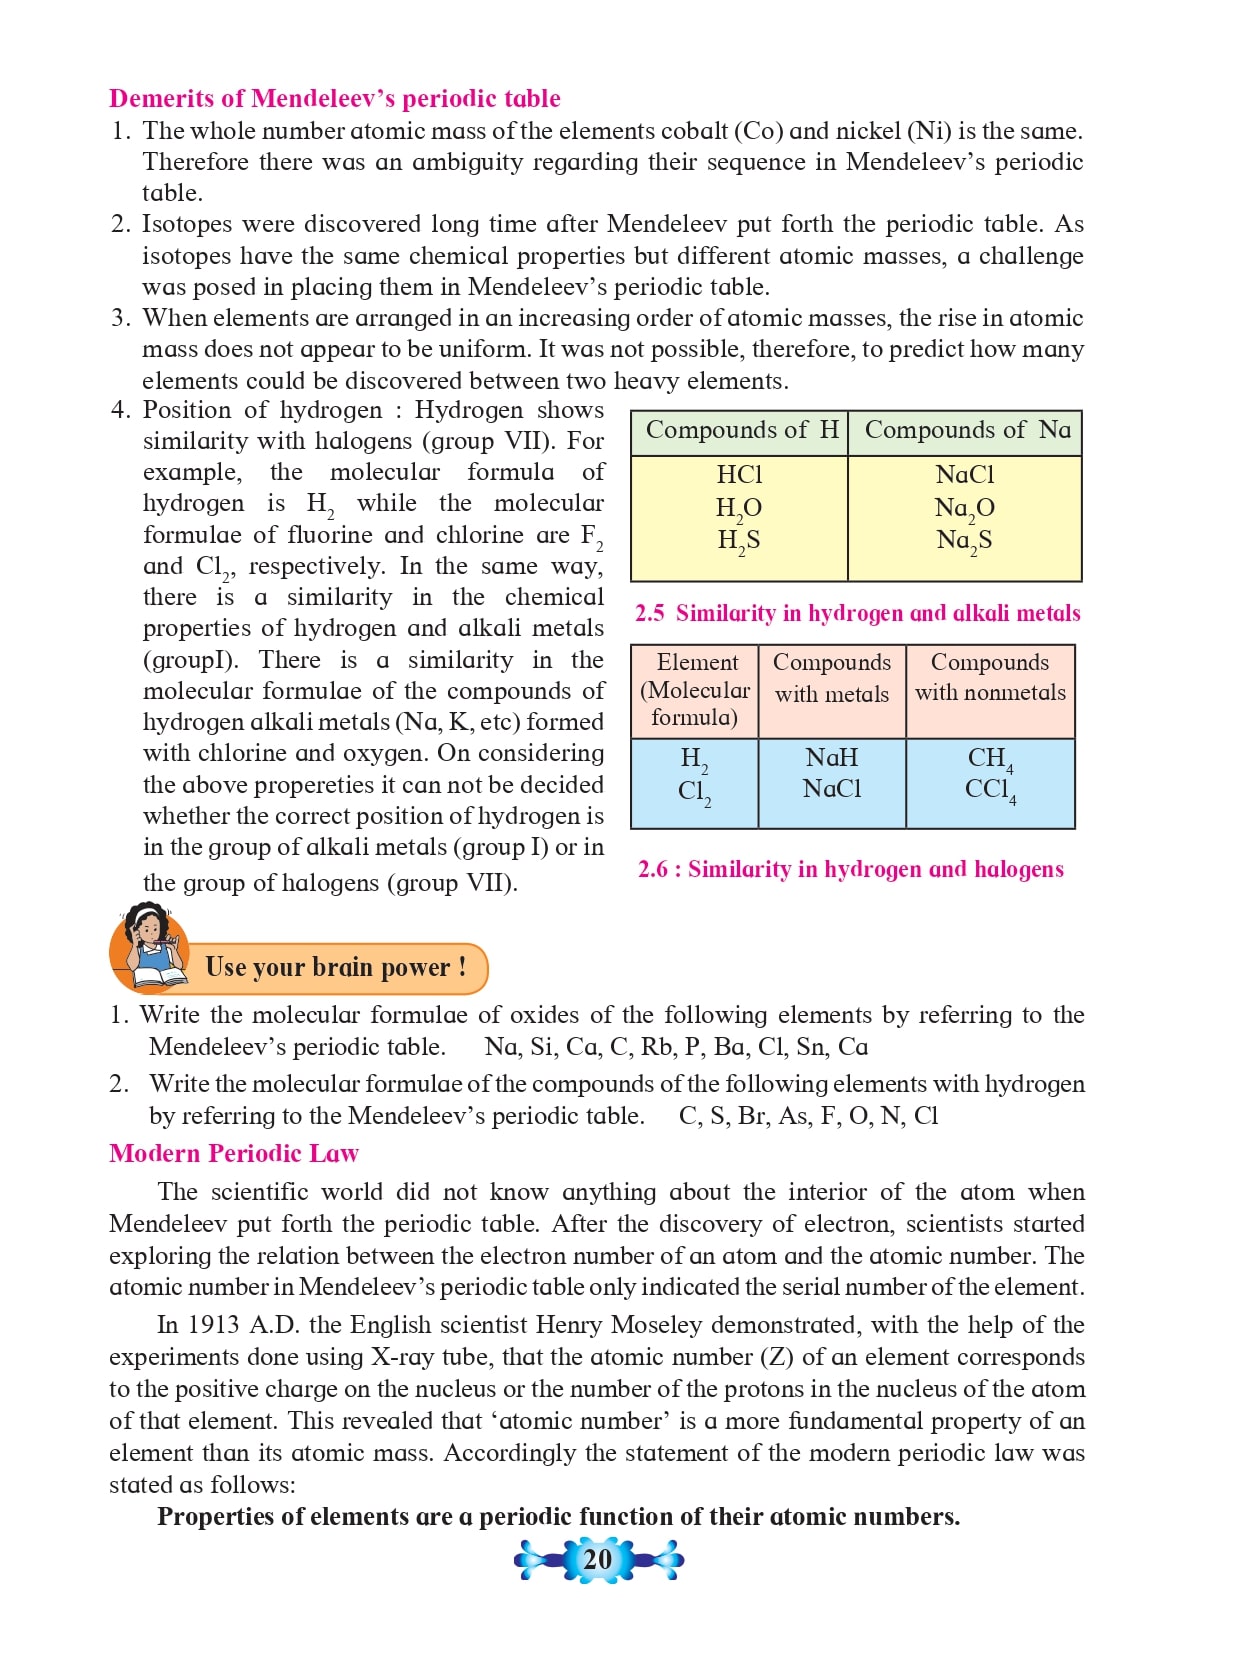 Demerits of Mendeleev’s periodic table
1. The whole number atomic mass of the elements cobalt (Co) and nickel (Ni) is the same.
Therefore there was an ambiguity regarding their sequence in Mendeleev’s periodic
table.
2. Isotopes were discovered long time after Mendeleev put forth the periodic table. As
isotopes have the same chemical properties but different atomic masses, a challenge
was posed in placing them in Mendeleev’s periodic table.
3. When elements are arranged in an increasing order of atomic masses, the rise in atomic
mass does not appear to be uniform. It was not possible, therefore, to predict how many
elements could be discovered between two heavy elements.
4. Position of hydrogen : Hydrogen shows
similarity with halogens (group VII). For
example, the molecular formula of
hydrogen is H₂ while the molecular
formulae of fluorine and chlorine are F₂
and Cl₂, respectively. In the same way,
there is a similarity in the chemical
properties of hydrogen and alkali metals
(groupI). There is a similarity in the
molecular formulae of the compounds of
hydrogen alkali metals (Na, K, etc) formed
with chlorine and oxygen. On considering
the above propereties it can not be decided
whether the correct position of hydrogen is
in the group of alkali metals (group I) or in
the group of halogens (group VII).
Compounds of H Compounds of Na
HCl NaCl
H₂O Na₂O
H₂S Na₂S
2.5 Similarity in hydrogen and alkali metals
Element Compounds Compounds
(Molecular with metals with nonmetals
formula)
H₂ NaH CH₄
Cl₂ NaCl CCl₄
2.6 : Similarity in hydrogen and halogens
Use your brain power !
1. Write the molecular formulae of oxides of the following elements by referring to the
Mendeleev’s periodic table. Na, Si, Ca, C, Rb, P, Ba, Cl, Sn, Ca
2. Write the molecular formulae of the compounds of the following elements with hydrogen
by referring to the Mendeleev’s periodic table. C, S, Br, As, F, O, N, Cl
Modern Periodic Law
The scientific world did not know anything about the interior of the atom when
Mendeleev put forth the periodic table. After the discovery of electron, scientists started
exploring the relation between the electron number of an atom and the atomic number. The
atomic number in Mendeleev’s periodic table only indicated the serial number of the element.
In 1913 A.D. the English scientist Henry Moseley demonstrated, with the help of the
experiments done using X-ray tube, that the atomic number (Z) of an element corresponds
to the positive charge on the nucleus or the number of the protons in the nucleus of the atom
of that element. This revealed that ‘atomic number’ is a more fundamental property of an
element than its atomic mass. Accordingly the statement of the modern periodic law was
stated as follows:
Properties of elements are a periodic function of their atomic numbers.
20